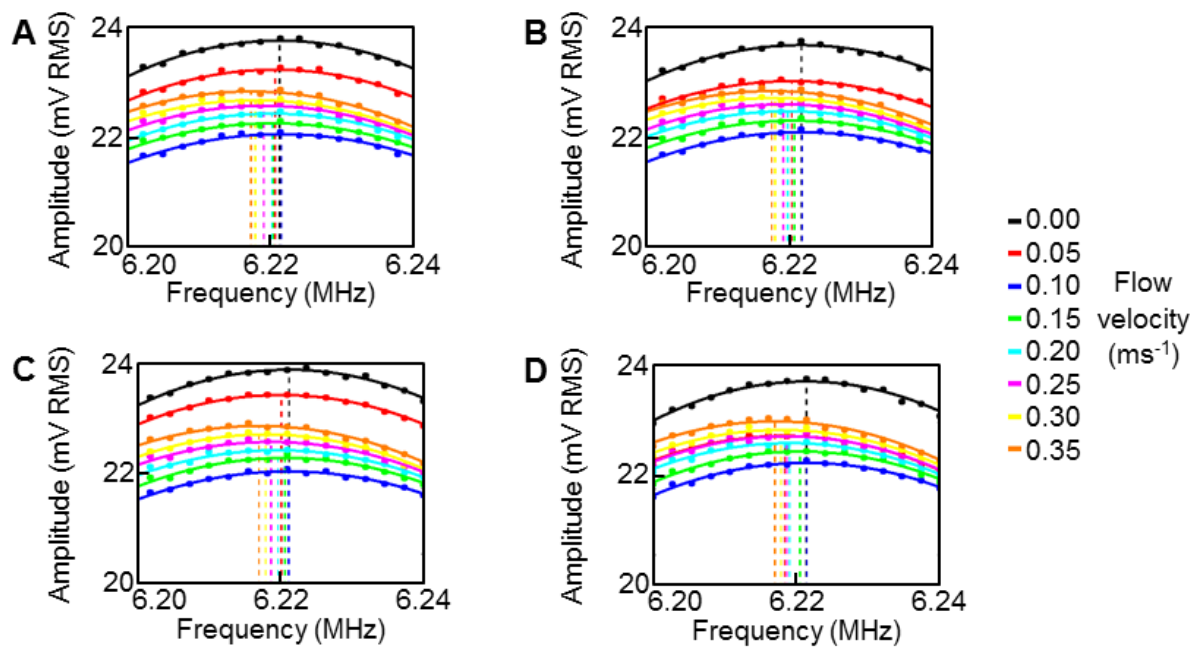 A
Amplitude (mV RMS)
24
22
20
6.20
6.22
6.24
Frequency (MHz)
B
Amplitude (mV RMS)
24
22
20
6.20
6.22
6.24
Frequency (MHz)
C
Amplitude (mV RMS)
24
22
20
6.20
6.22
6.24
Frequency (MHz)
D
Amplitude (mV RMS)
24
22
20
6.20
6.22
6.24
Frequency (MHz)
0.00
0.05
0.10
0.15
0.20
0.25
0.30
0.35
Flow
velocity
(ms⁻¹)